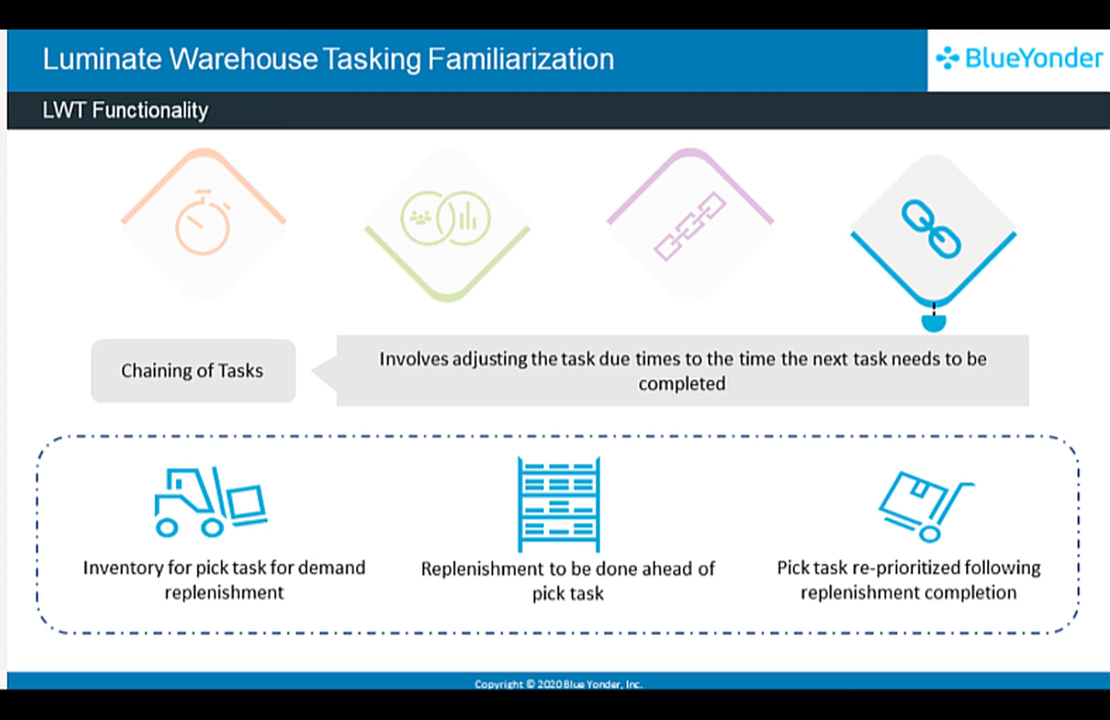 Luminate Warehouse Tasking Familiarization
BlueYonder
LWT Functionality
Chaining of Tasks
Involves adjusting the task due times to the time the next task needs to be
completed
Inventory for pick task for demand
replenishment
Replenishment to be done ahead of
pick task
Pick task re-prioritized following
replenishment completion
Copyright © 2020 Blue Yonder, Inc.